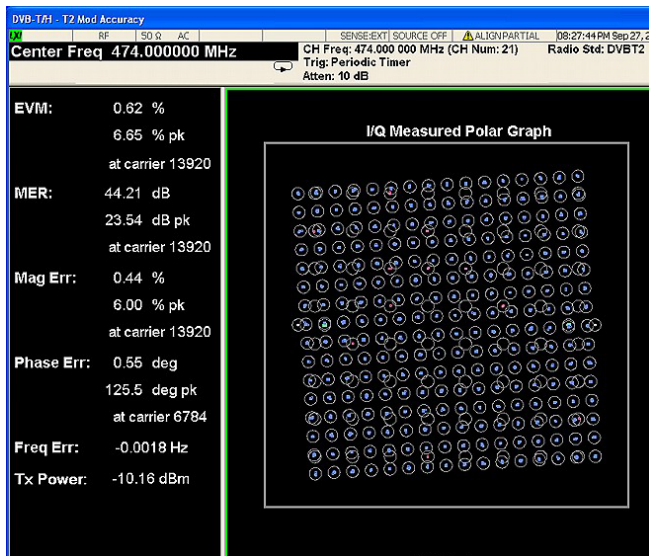 DVB-T/H - T2 Mod Accuracy
LXI RF 50 Ω AC SENSE:EXT SOURCE OFF ALIGN PARTIAL 08:27:44 PM Sep 27, 2
Center Freq 474.000000 MHz
CH Freq: 474.000 000 MHz (CH Num: 21) Radio Std: DVBT2
Trig: Periodic Timer
Atten: 10 dB
EVM: 0.62 %
6.65 % pk
at carrier 13920
MER: 44.21 dB
23.54 dB pk
at carrier 13920
Mag Err: 0.44 %
6.00 % pk
at carrier 13920
Phase Err: 0.55 deg
125.5 deg pk
at carrier 6784
Freq Err: -0.0018 Hz
Tx Power: -10.16 dBm
I/Q Measured Polar Graph